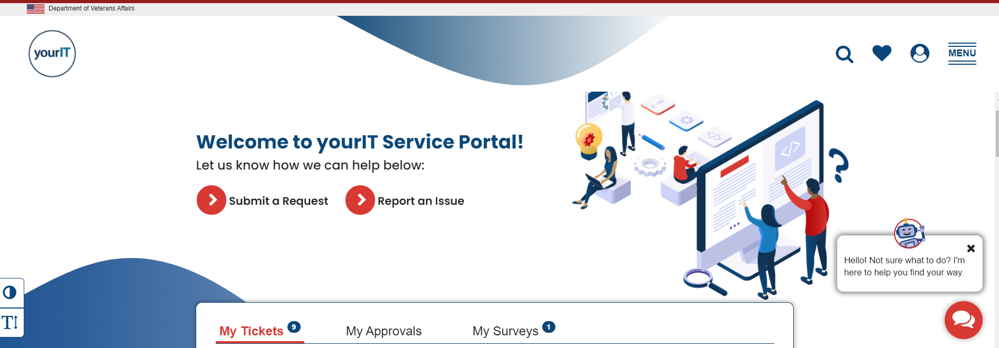 Department of Veterans Affairs
yourIT
MENU
Welcome to yourIT Service Portal!
Let us know how we can help below:
Submit a Request
Report an Issue
</>
</>
?
Hello! Not sure what to do? I'm
here to help you find your way.
T
My Tickets 9
My Approvals
My Surveys 1